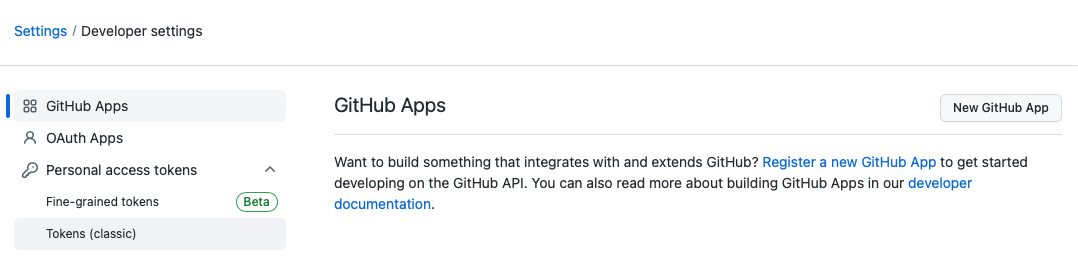 Settings / Developer settings
GitHub Apps
OAuth Apps
Personal access tokens
Fine-grained tokens Beta
Tokens (classic)
GitHub Apps
New GitHub App
Want to build something that integrates with and extends GitHub? Register a new GitHub App to get started
developing on the GitHub API. You can also read more about building GitHub Apps in our developer
documentation.